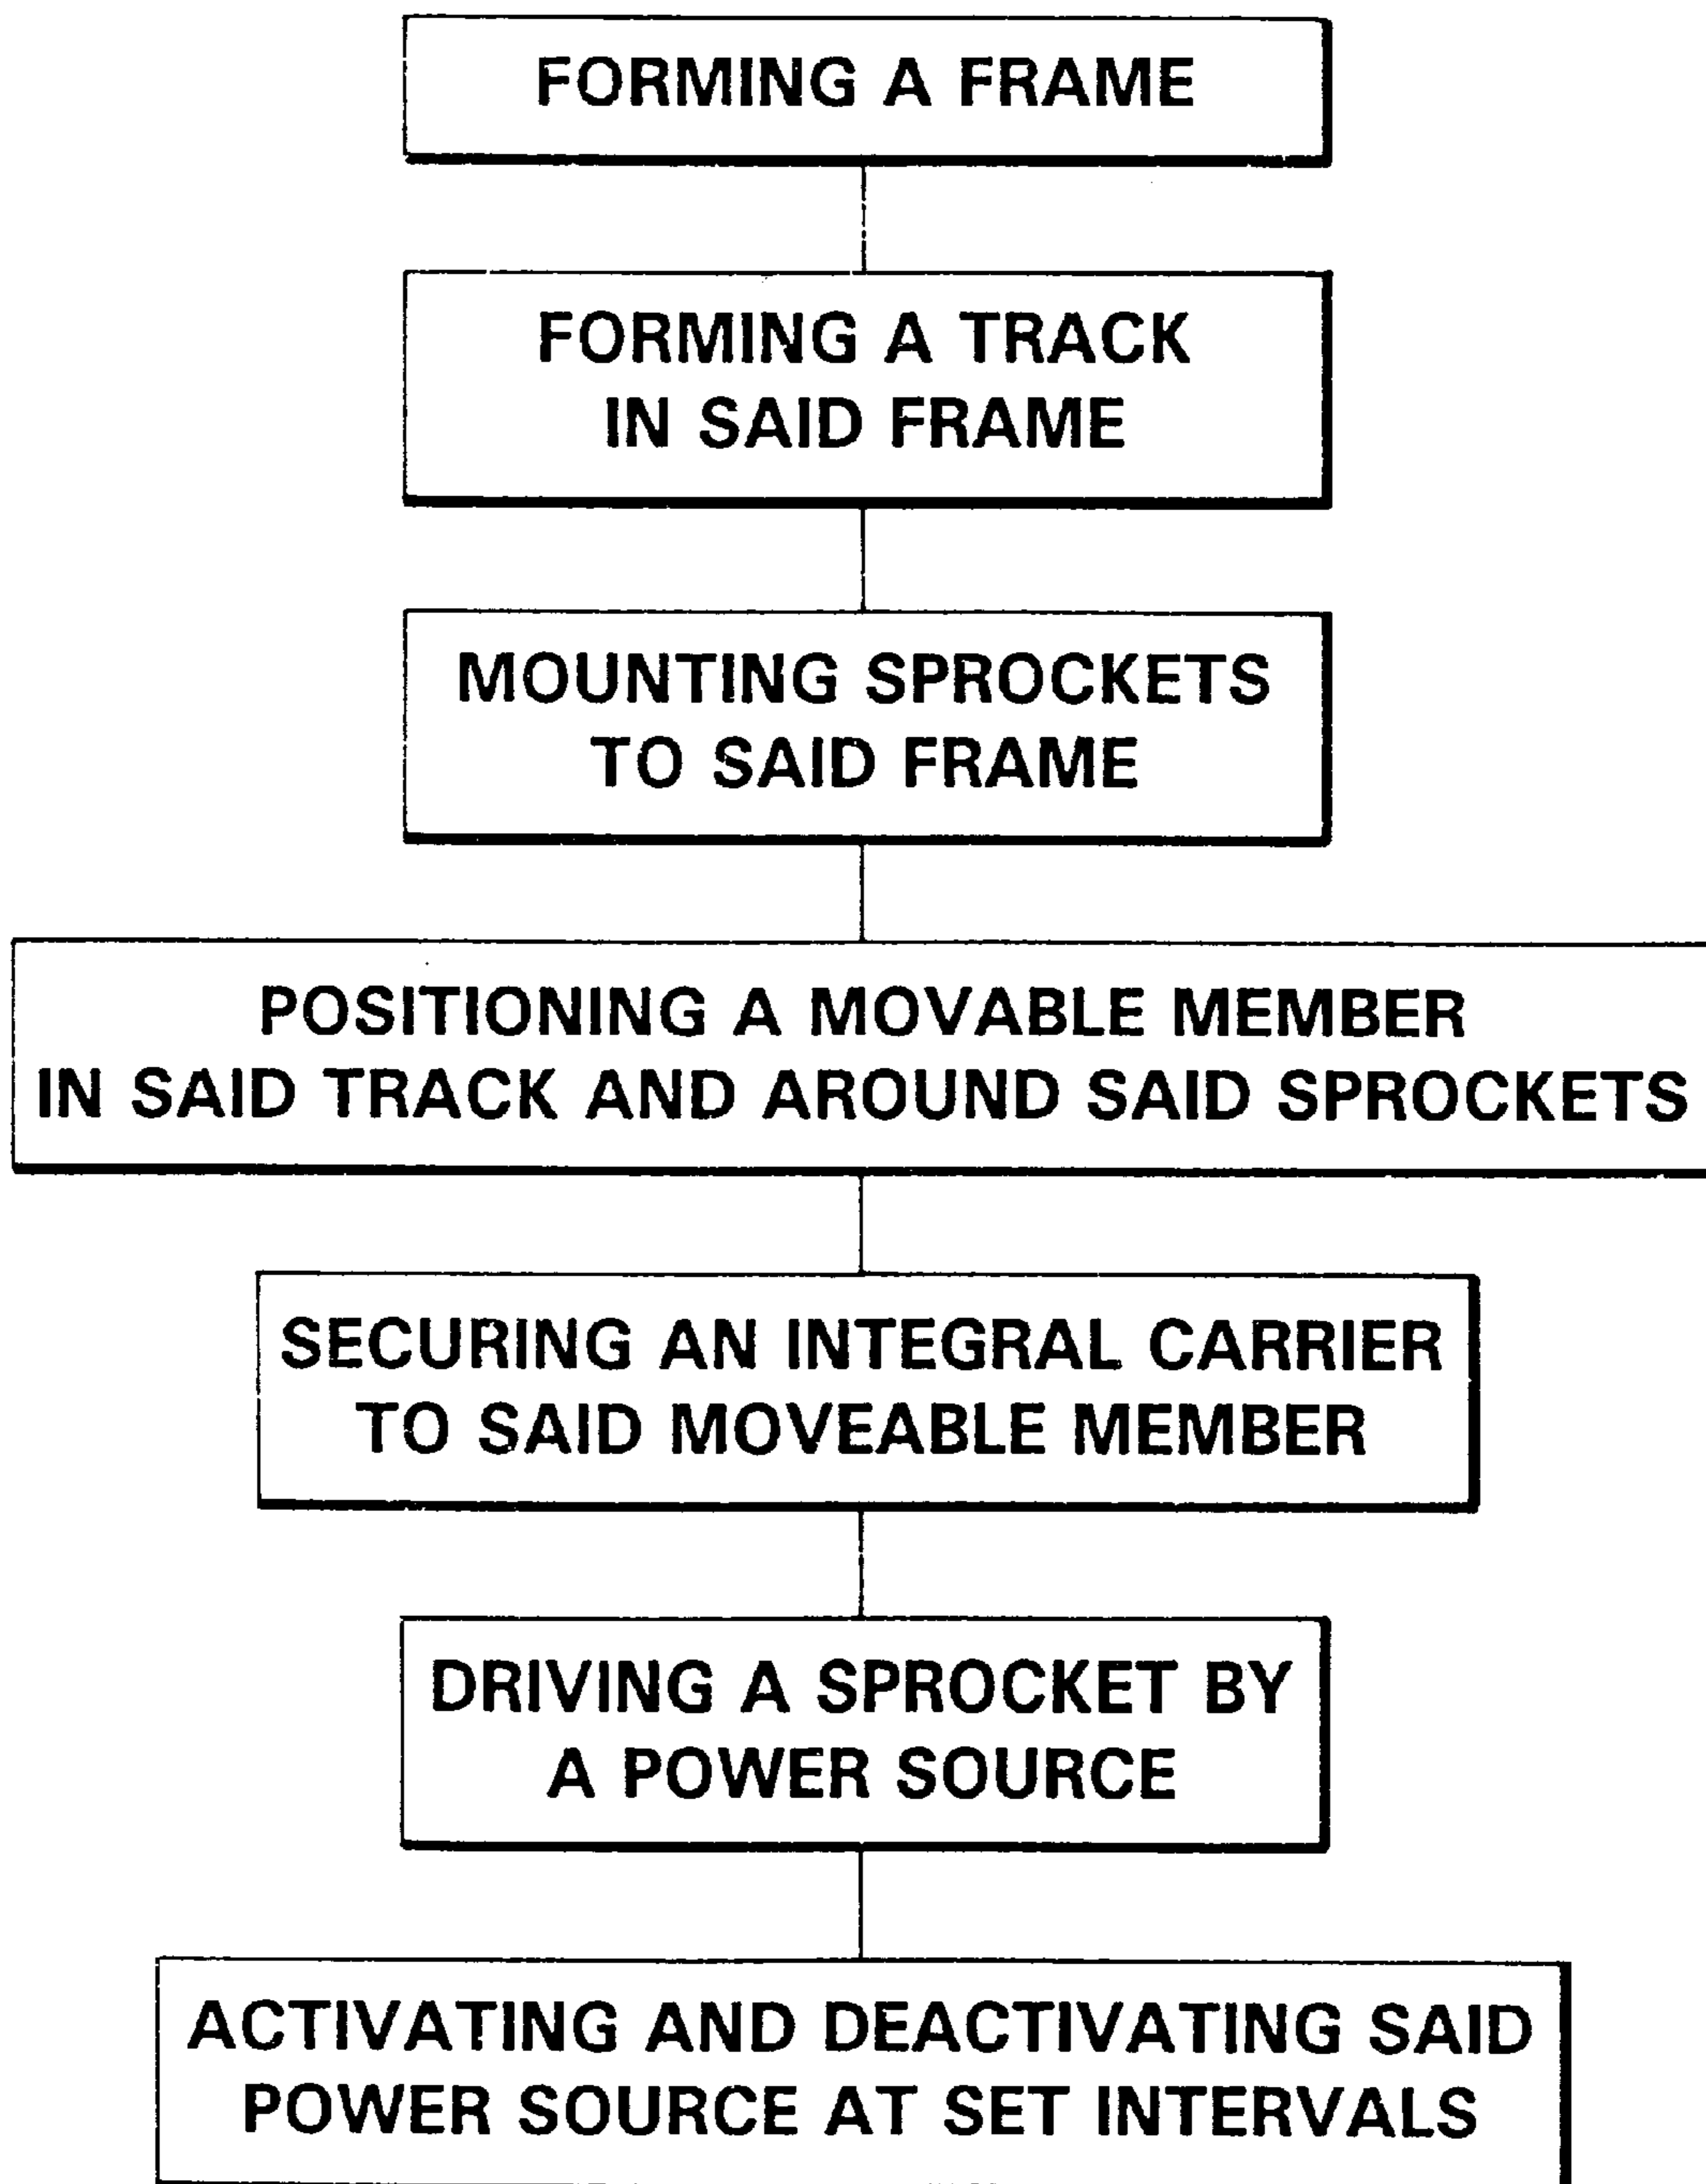 FORMING A FRAME
FORMING A TRACK
IN SAID FRAME
MOUNTING SPROCKETS
TO SAID FRAME
POSITIONING A MOVABLE MEMBER
IN SAID TRACK AND AROUND SAID SPROCKETS
SECURING AN INTEGRAL CARRIER
TO SAID MOVEABLE MEMBER
DRIVING A SPROCKET BY
A POWER SOURCE
ACTIVATING AND DEACTIVATING SAID
POWER SOURCE AT SET INTERVALS